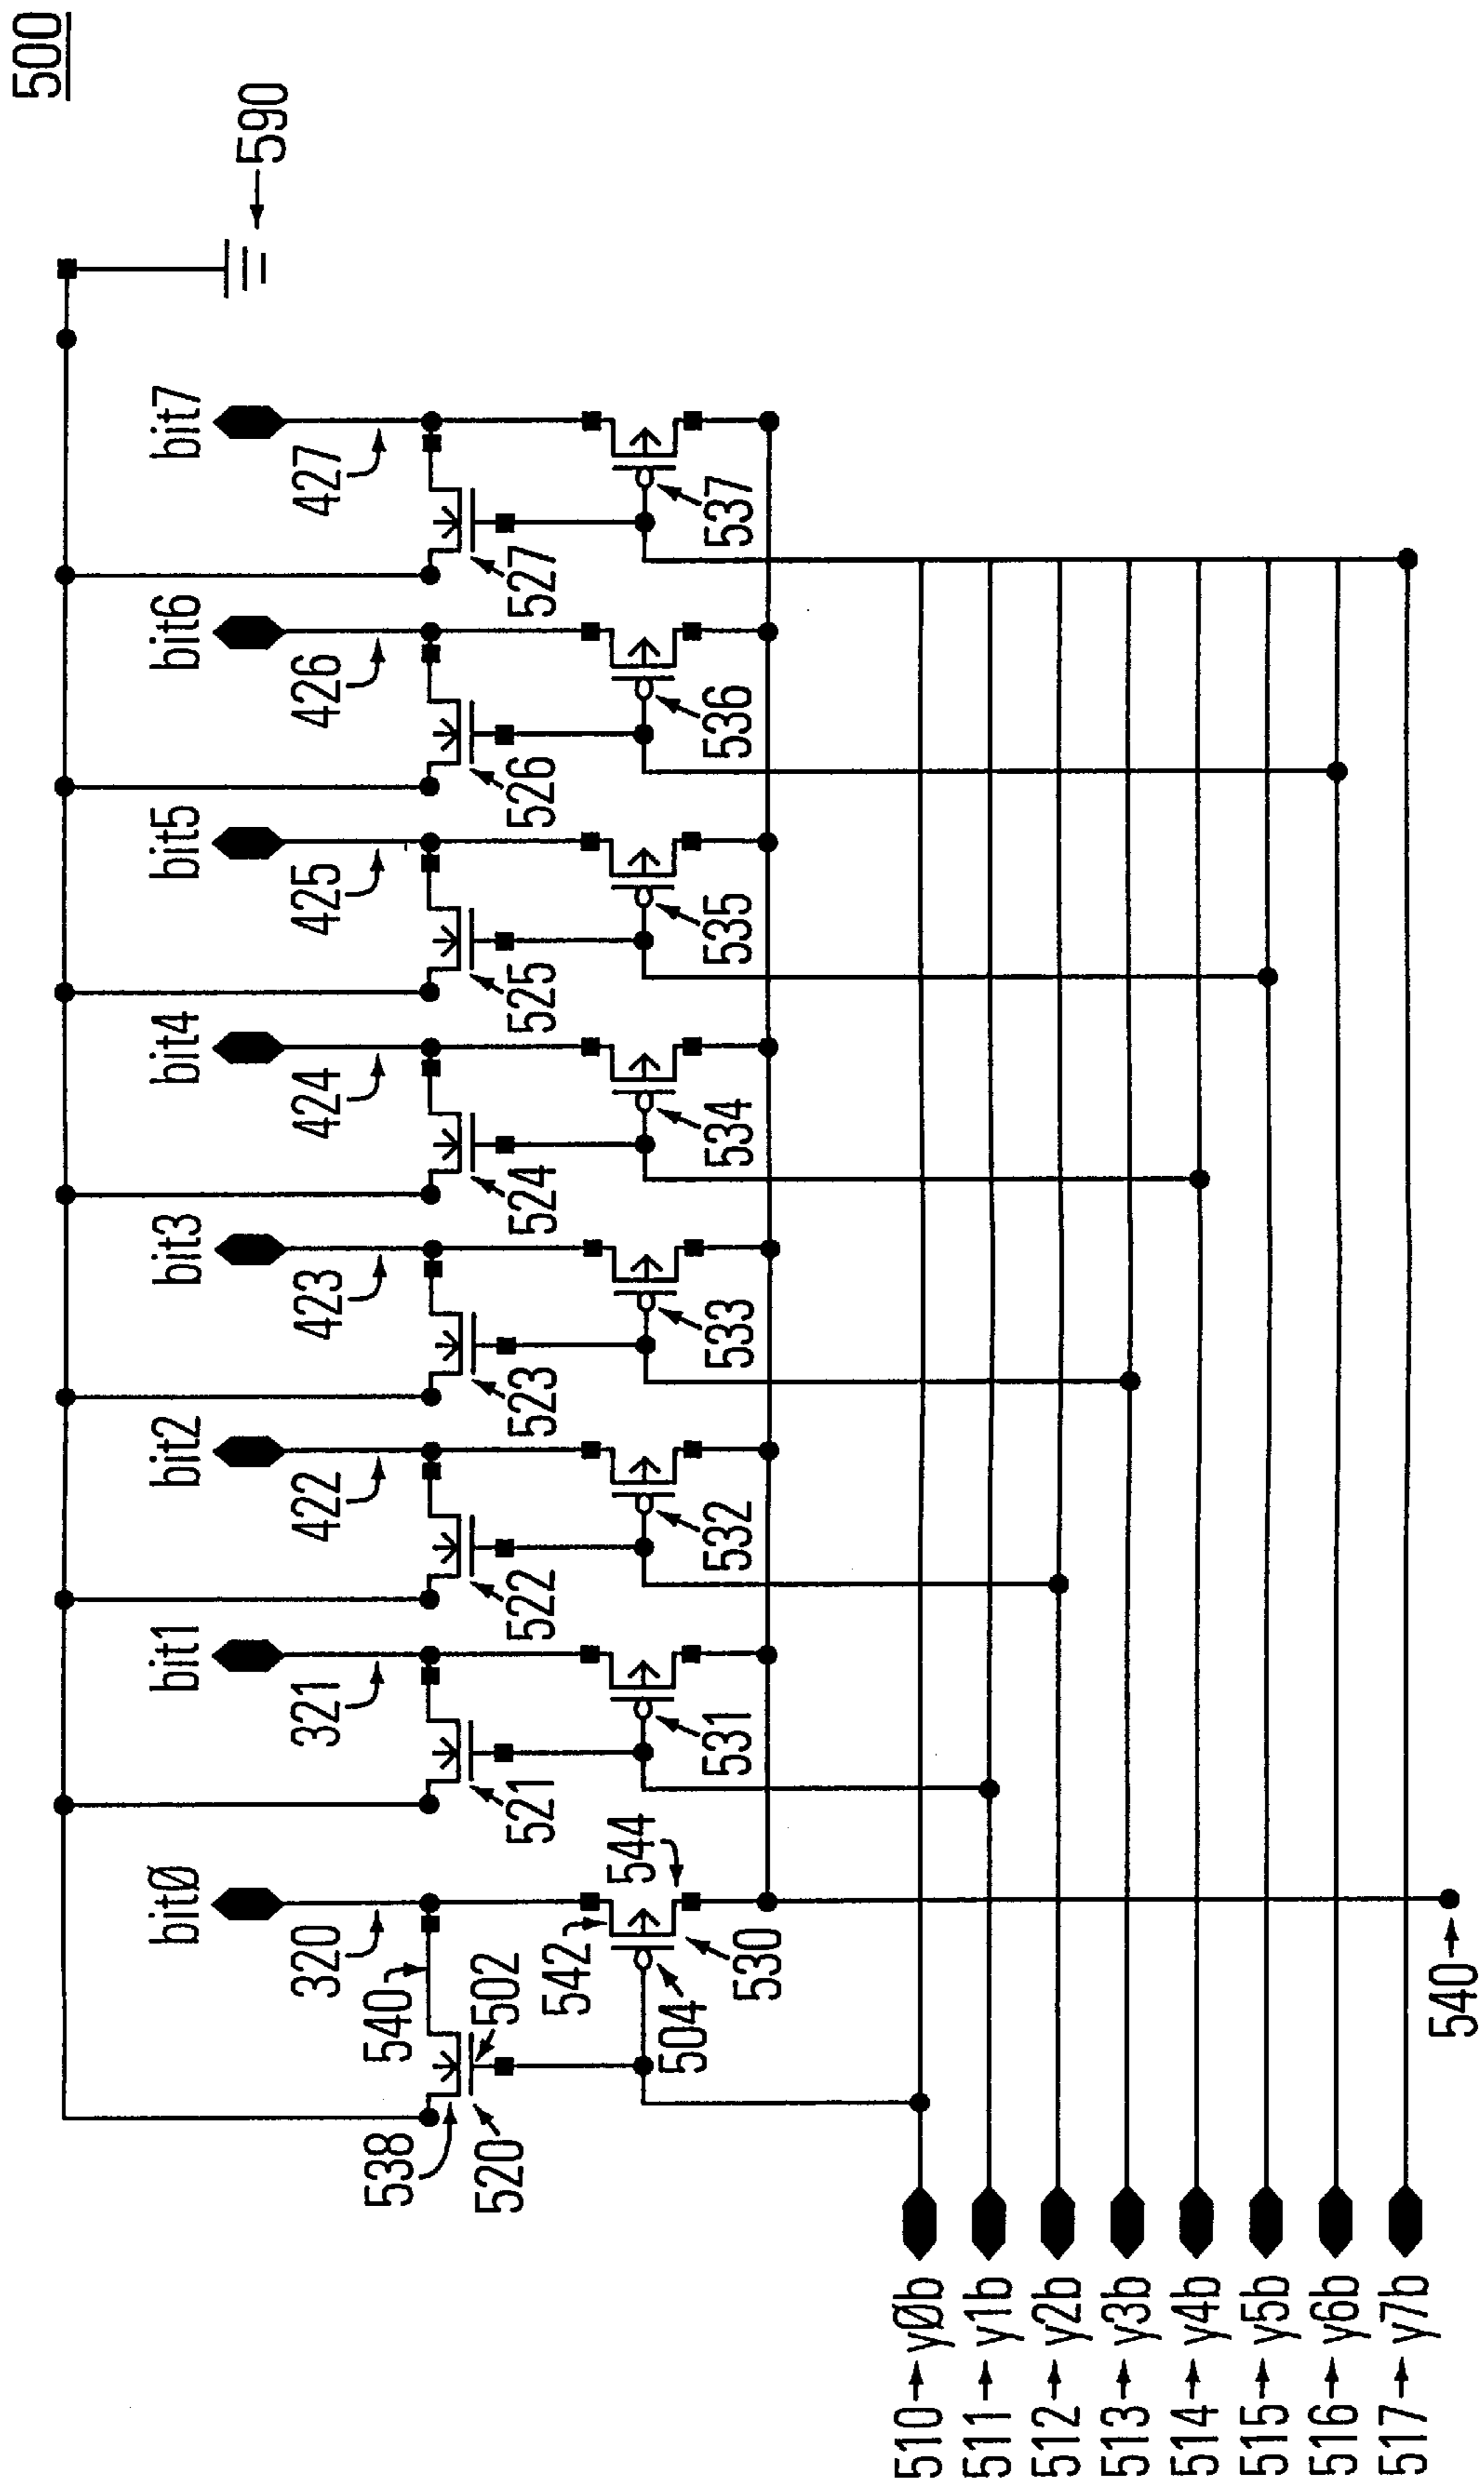 500
bitØ bit1 bit2 bit3 bit4 bit5 bit6 bit7
590
320 321 422 423 424 425 426 427
538 540
520 502 521 522 523 524 525 526 527
542 544
504
530 531 532 533 534 535 536 537
510 yØb
511 y1b
512 y2b
513 y3b
514 y4b
515 y5b
516 y6b
517 y7b
540